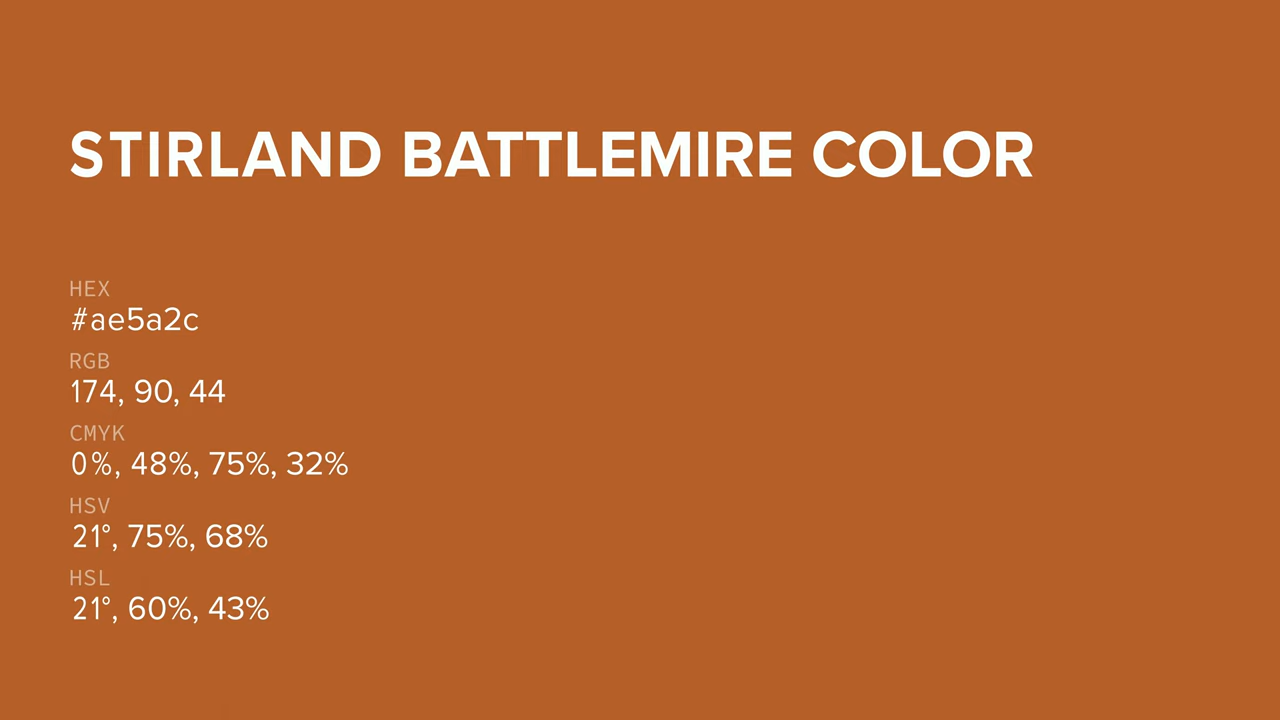 STIRLAND BATTLEMIRE COLOR
HEX
#ae5a2c
RGB
174, 90, 44
CMYK
0%, 48%, 75%, 32%
HSV
21°, 75%, 68%
HSL
21°, 60%, 43%